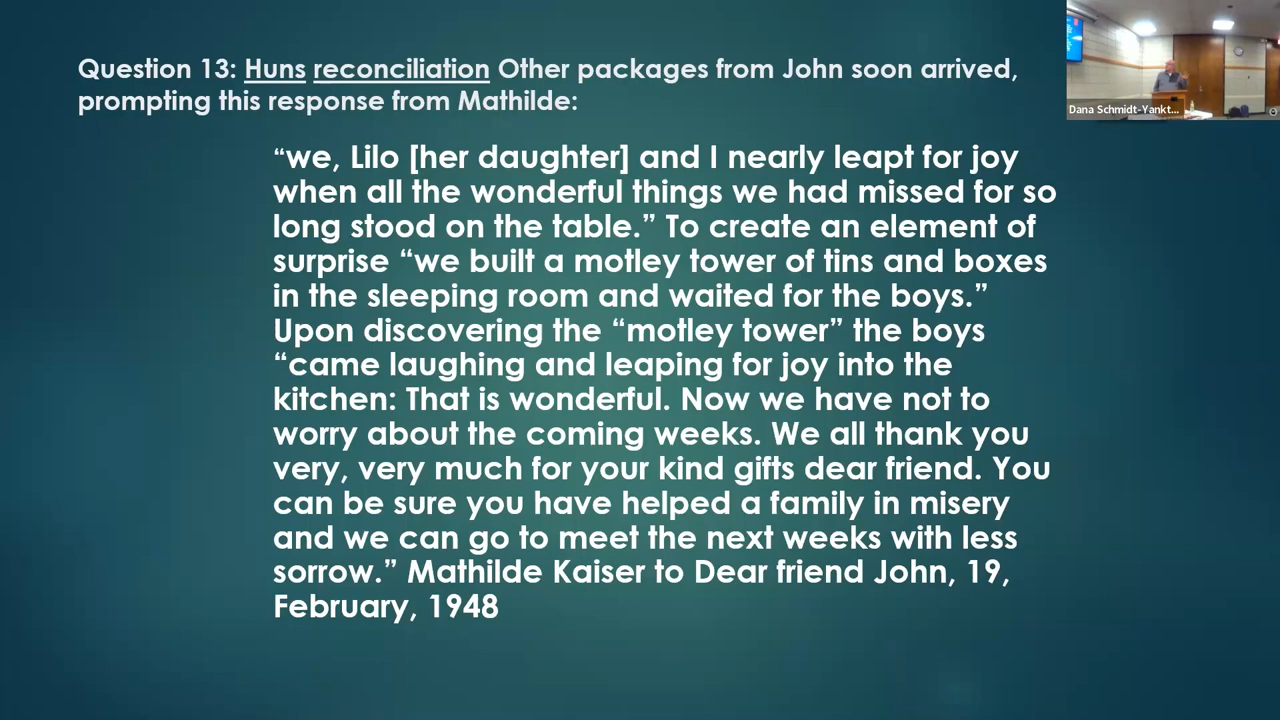 Question 13: Huns reconciliation Other packages from John soon arrived,
prompting this response from Mathilde:
“we, Lilo [her daughter] and I nearly leapt for joy
when all the wonderful things we had missed for so
long stood on the table.” To create an element of
surprise “we built a motley tower of tins and boxes
in the sleeping room and waited for the boys.”
Upon discovering the “motley tower” the boys
“came laughing and leaping for joy into the
kitchen: That is wonderful. Now we have not to
worry about the coming weeks. We all thank you
very, very much for your kind gifts dear friend. You
can be sure you have helped a family in misery
and we can go to meet the next weeks with less
sorrow.” Mathilde Kaiser to Dear friend John, 19,
February, 1948
Dana Schmidt-Yankt...